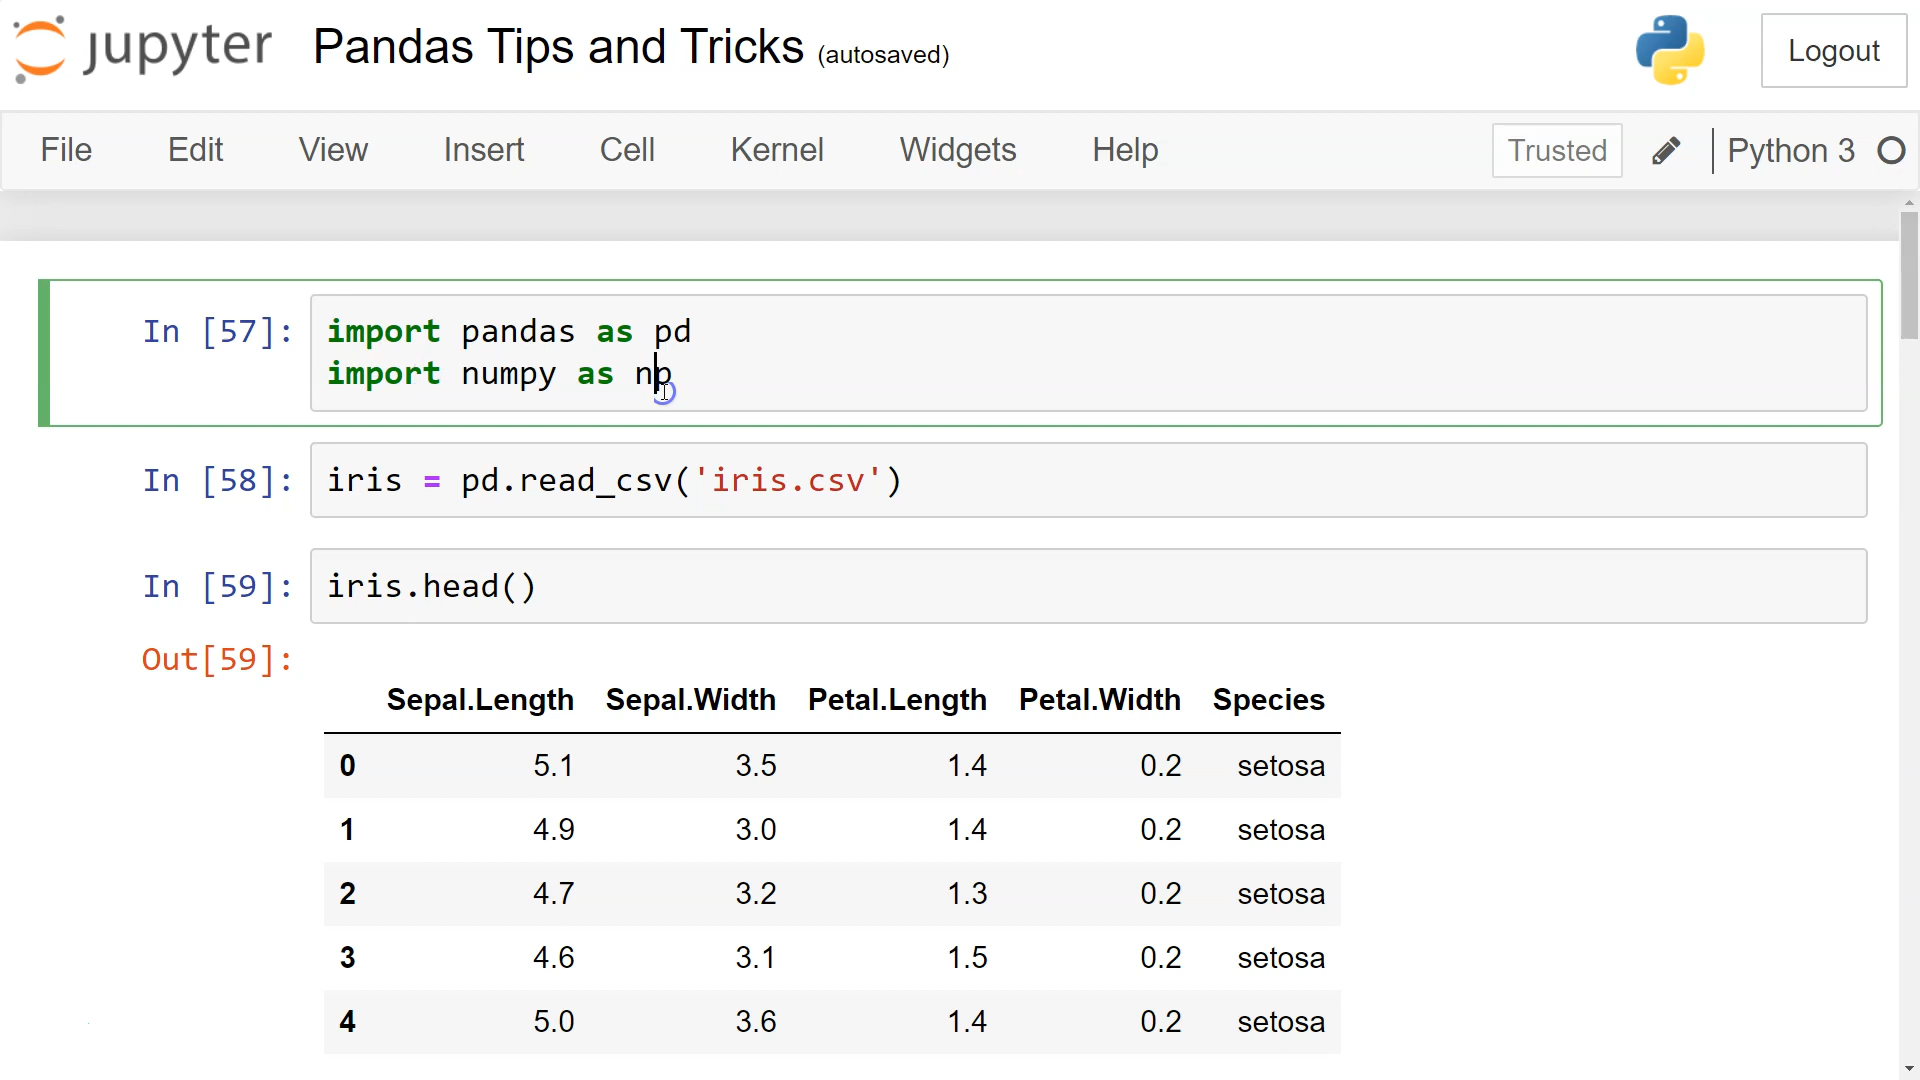 jupyter Pandas Tips and Tricks (autosaved) Logout
File Edit View Insert Cell Kernel Widgets Help Trusted Python 3
In [57]: import pandas as pd
import numpy as np
In [58]: iris = pd.read_csv('iris.csv')
In [59]: iris.head()
Out[59]:
Sepal.Length Sepal.Width Petal.Length Petal.Width Species
0 5.1 3.5 1.4 0.2 setosa
1 4.9 3.0 1.4 0.2 setosa
2 4.7 3.2 1.3 0.2 setosa
3 4.6 3.1 1.5 0.2 setosa
4 5.0 3.6 1.4 0.2 setosa